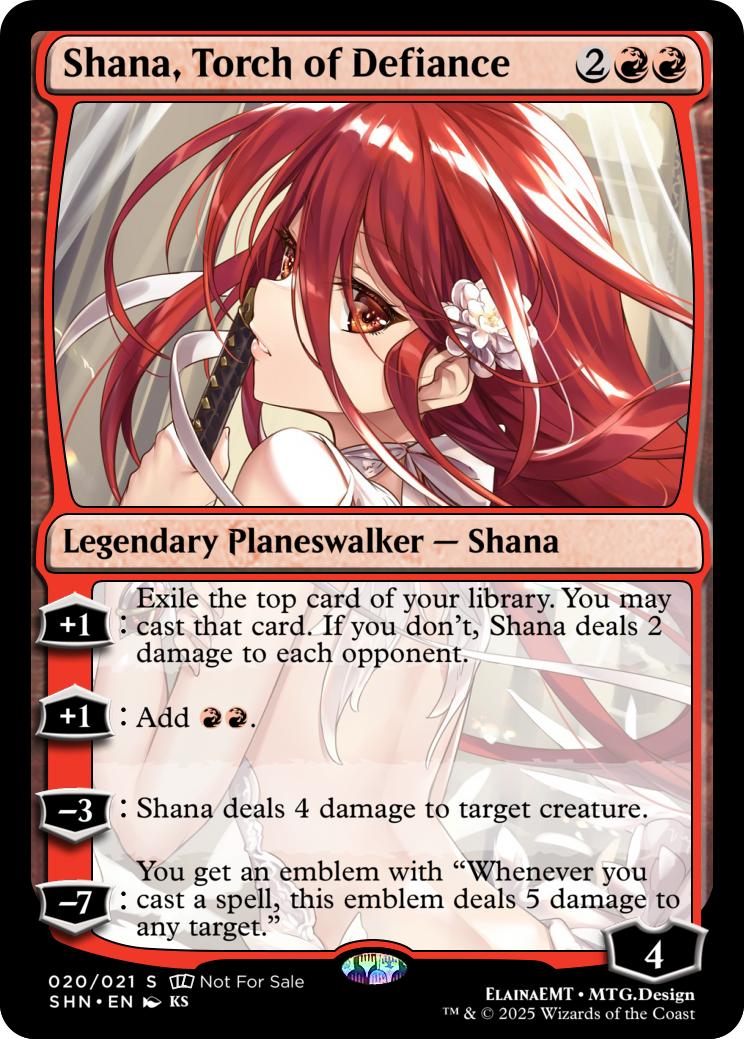 Shana, Torch of Defiance 2
Legendary Planeswalker — Shana
+1 : Exile the top card of your library. You may
cast that card. If you don't, Shana deals 2
damage to each opponent.
+1 : Add .
−3 : Shana deals 4 damage to target creature.
You get an emblem with “Whenever you
−7 : cast a spell, this emblem deals 5 damage to
any target.”
4
020/021 S Not For Sale
SHN • EN KS
ElainaEMT • MTG.Design
™ & © 2025 Wizards of the Coast